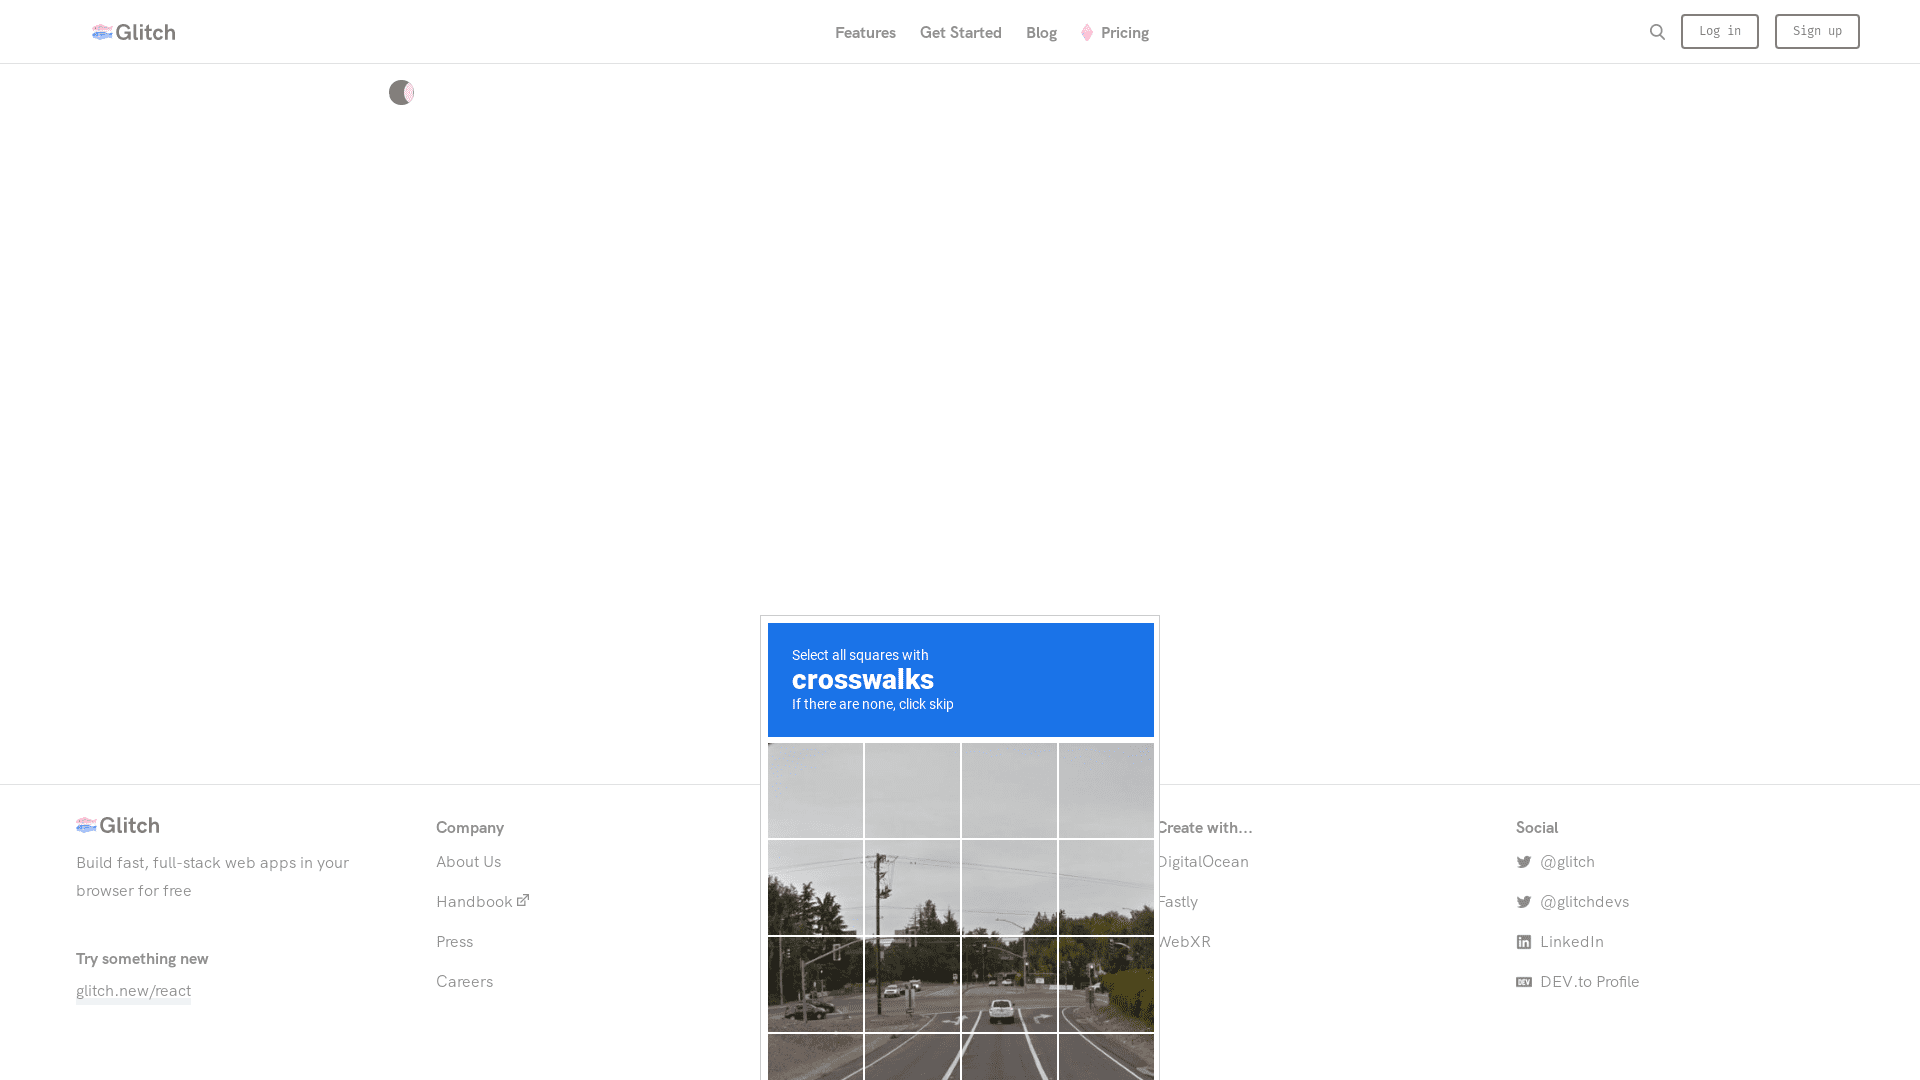 Glitch
Features
Get Started
Blog
Pricing
Log in
Sign up
Select all squares with
crosswalks
If there are none, click skip
Glitch
Build fast, full-stack web apps in your
browser for free
Try something new
glitch.new/react
Company
About Us
Handbook
Press
Careers
Create with...
DigitalOcean
Fastly
WebXR
Social
@glitch
@glitchdevs
LinkedIn
DEV.to Profile